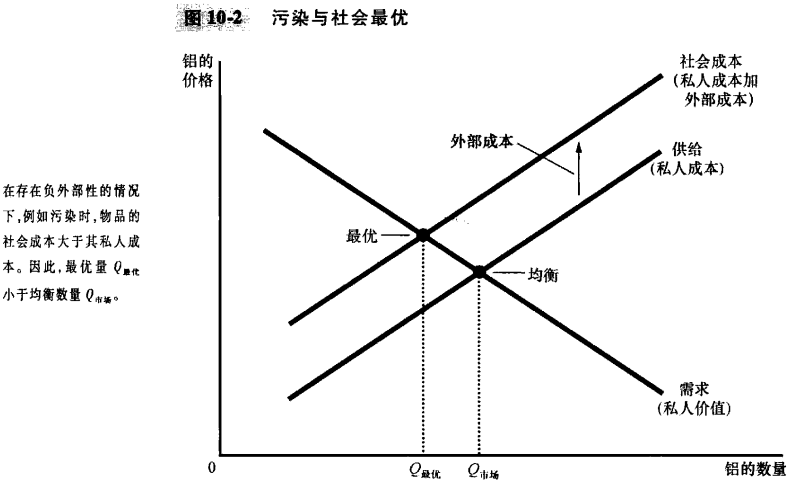 图 10-2 污染与社会最优
铝的
价格
社会成本
(私人成本加
外部成本)
外部成本
供给
(私人成本)
在存在负外部性的情况
下,例如污染时,物品的
社会成本大于其私人成
本。因此,最优量 Q最优
小于均衡数量 Q市场。
最优
均衡
需求
(私人价值)
0
Q最优
Q市场
铝的数量